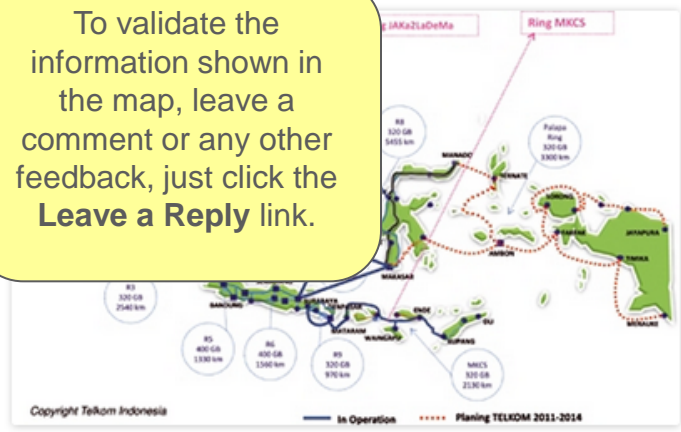 To validate the
information shown in
the map, leave a
comment or any other
feedback, just click the
Leave a Reply link.
JAKa2LaDeMa
Ring MKCS
R8
320 GB
5455 km
Palapa
Ring
320 GB
3300 km
MANADO
TERNATE
SORONG
JAYAPURA
FAKFAK
AMBON
TIMIKA
MAKASAR
MERAUKE
R3
320 GB
2540 km
BANDUNG
SURABAYA
DENPASAR
MATARAM
WAINGAPU
ENDE
DILI
KUPANG
R5
400 GB
1330 km
R6
400 GB
1560 km
R9
320 GB
970 km
MKCS
320 GB
2130 km
Copyright Telkom Indonesia
In Operation
Planing TELKOM 2011-2014